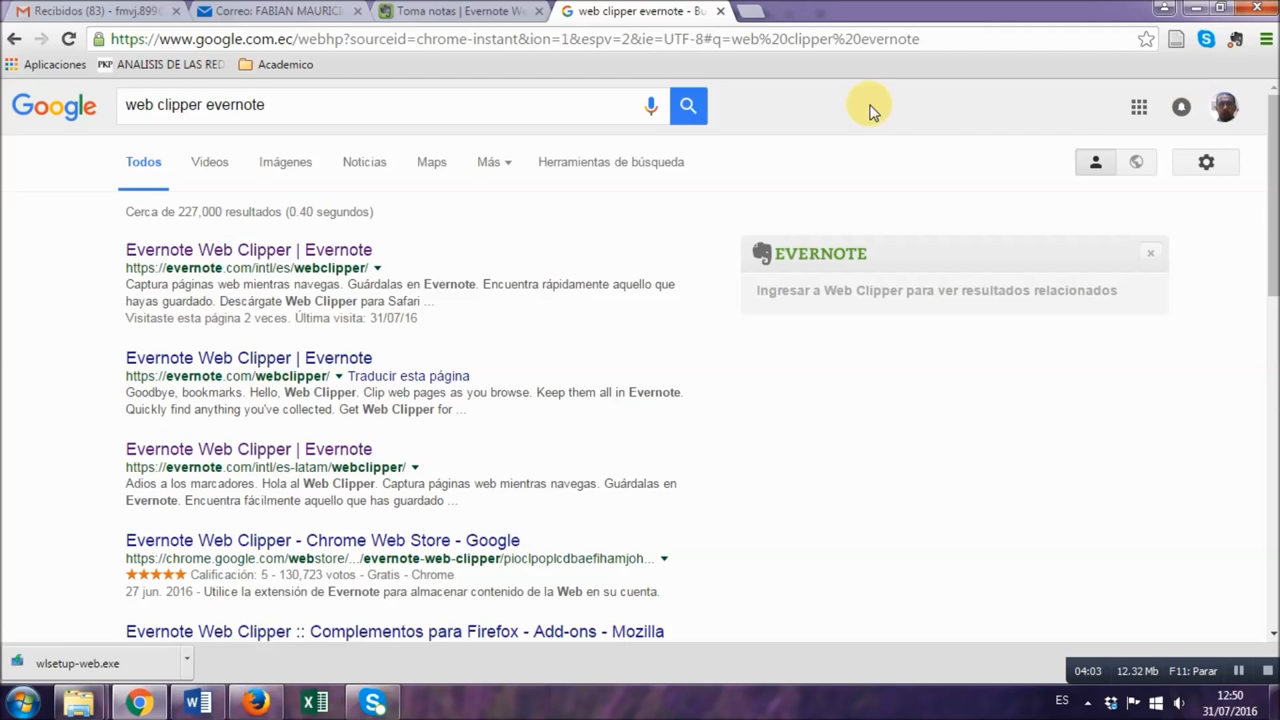 Recibidos (83) - fmvj.899
Correo: FABIAN MAURICI
Toma notas | Evernote We
web clipper evernote - Bu
https://www.google.com.ec/webhp?sourceid=chrome-instant&ion=1&espv=2&ie=UTF-8#q=web%20clipper%20evernote
Aplicaciones
PKP ANALISIS DE LAS RED
Academico
Google
web clipper evernote
Todos
Videos
Imágenes
Noticias
Maps
Más
Herramientas de búsqueda
Cerca de 227,000 resultados (0.40 segundos)
Evernote Web Clipper | Evernote
https://evernote.com/intl/es/webclipper/
Captura páginas web mientras navegas. Guárdalas en Evernote. Encuentra rápidamente aquello que
hayas guardado. Descárgate Web Clipper para Safari ...
Visitaste esta página 2 veces. Última visita: 31/07/16
EVERNOTE
Ingresar a Web Clipper para ver resultados relacionados
Evernote Web Clipper | Evernote
https://evernote.com/webclipper/ Traducir esta página
Goodbye, bookmarks. Hello, Web Clipper. Clip web pages as you browse. Keep them all in Evernote.
Quickly find anything you've collected. Get Web Clipper for ...
Evernote Web Clipper | Evernote
https://evernote.com/intl/es-latam/webclipper/
Adios a los marcadores. Hola al Web Clipper. Captura páginas web mientras navegas. Guárdalas en
Evernote. Encuentra fácilmente aquello que has guardado ...
Evernote Web Clipper - Chrome Web Store - Google
https://chrome.google.com/webstore/.../evernote-web-clipper/pioclpoplcdbaefihamjoh...
Calificación: 5 - 130,723 votos - Gratis - Chrome
27 jun. 2016 - Utilice la extensión de Evernote para almacenar contenido de la Web en su cuenta.
Evernote Web Clipper :: Complementos para Firefox - Add-ons - Mozilla
wlsetup-web.exe
04:03
12.32 Mb
F11: Parar
ES
12:50
31/07/2016